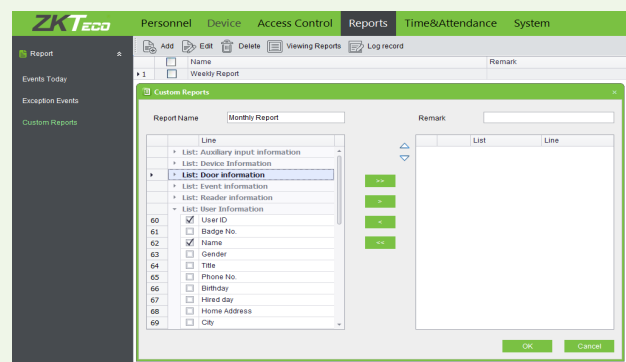 ZKTECO Personnel Device Access Control Reports Time&Attendance System
Report
Add Edit Delete Viewing Reports Log record
Name Remark
1 Weekly Report
Events Today
Exception Events
Custom Reports
Custom Reports
Report Name Monthly Report Remark
Line
List: Auxiliary input information
List: Device Information
List: Door information
List: Event information
List: Reader information
List: User Information
60 User ID
61 Badge No.
62 Name
63 Gender
64 Title
65 Phone No.
66 Birthday
67 Hired day
68 Home Address
69 City
>>
>
<
<<
List Line
OK Cancel